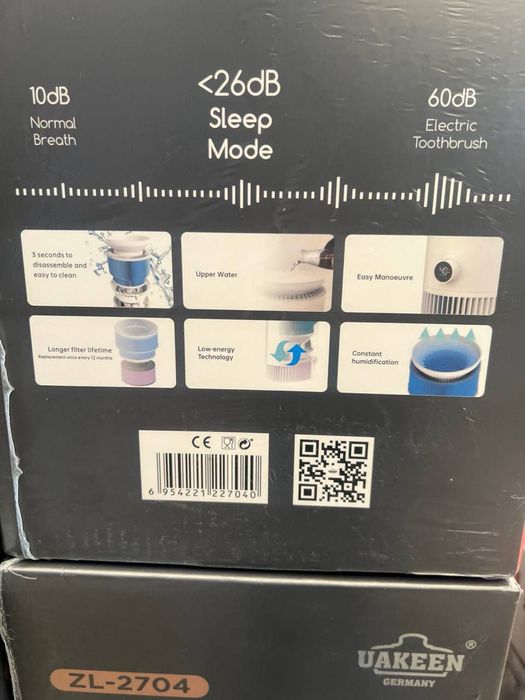 10dB
Normal
Breath
<26dB
Sleep
Mode
60dB
Electric
Toothbrush
3 seconds to
disassemble and
easy to clean
Upper Water
Easy Manoeuvre
Longer filter lifetime
Replacement once every 12 months
Low-energy
Technology
Constant
humidification
CE
6 954221 227040
ZL-2704
UAKEEN®
GERMANY